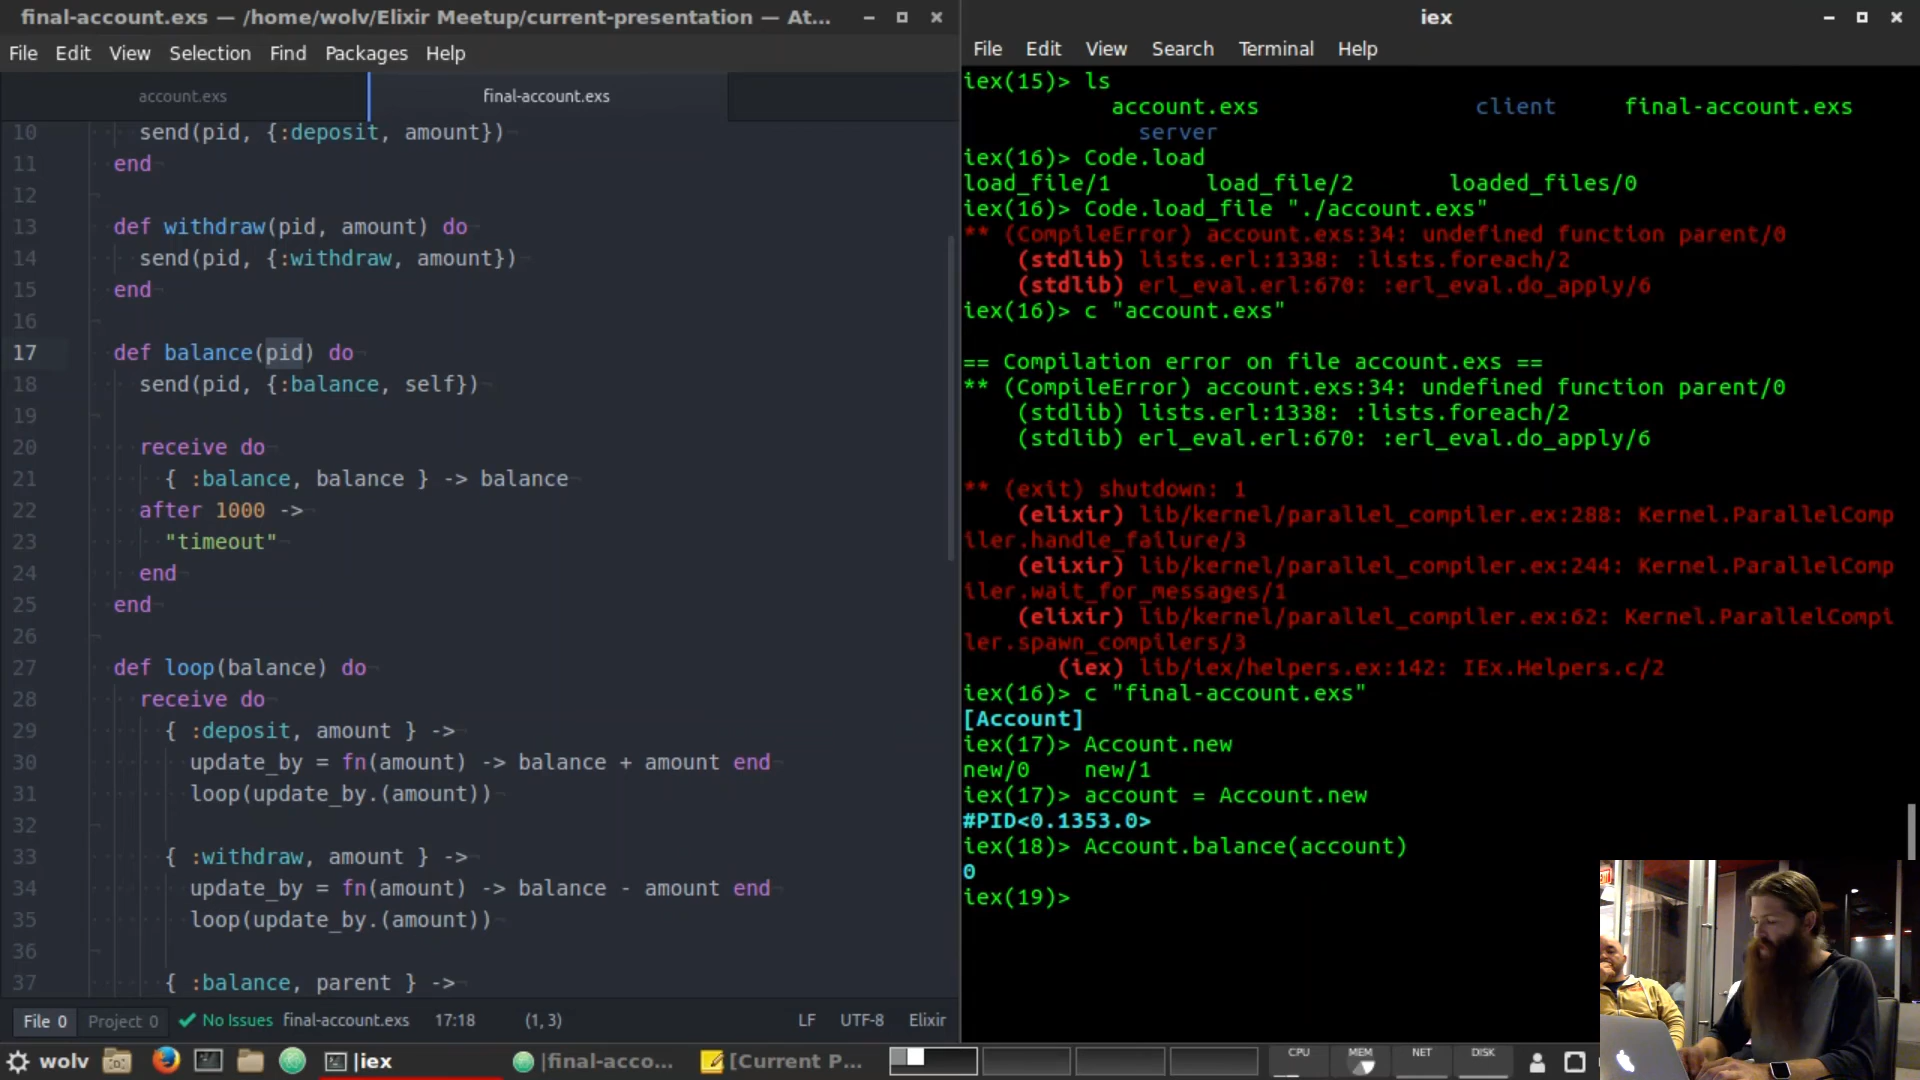 final-account.exs — /home/wolv/Elixir Meetup/current-presentation — At...
File Edit View Selection Find Packages Help
account.exs
final-account.exs
10 send(pid, {:deposit, amount})
11 end
12
13 def withdraw(pid, amount) do
14 send(pid, {:withdraw, amount})
15 end
16
17 def balance(pid) do
18 send(pid, {:balance, self})
19
20 receive do
21 { :balance, balance } -> balance
22 after 1000 ->
23 "timeout"
24 end
25 end
26
27 def loop(balance) do
28 receive do
29 { :deposit, amount } ->
30 update_by = fn(amount) -> balance + amount end
31 loop(update_by.(amount))
32
33 { :withdraw, amount } ->
34 update_by = fn(amount) -> balance - amount end
35 loop(update_by.(amount))
36
37 { :balance, parent } ->
File 0 Project 0 No Issues final-account.exs 17:18 (1, 3) LF UTF-8 Elixir
iex
File Edit View Search Terminal Help
iex(15)> ls
account.exs client final-account.exs
server
iex(16)> Code.load
load_file/1 load_file/2 loaded_files/0
iex(16)> Code.load_file "./account.exs"
** (CompileError) account.exs:34: undefined function parent/0
(stdlib) lists.erl:1338: :lists.foreach/2
(stdlib) erl_eval.erl:670: :erl_eval.do_apply/6
iex(16)> c "account.exs"
== Compilation error on file account.exs ==
** (CompileError) account.exs:34: undefined function parent/0
(stdlib) lists.erl:1338: :lists.foreach/2
(stdlib) erl_eval.erl:670: :erl_eval.do_apply/6
** (exit) shutdown: 1
(elixir) lib/kernel/parallel_compiler.ex:288: Kernel.ParallelComp
iler.handle_failure/3
(elixir) lib/kernel/parallel_compiler.ex:244: Kernel.ParallelComp
iler.wait_for_messages/1
(elixir) lib/kernel/parallel_compiler.ex:62: Kernel.ParallelCompi
ler.spawn_compilers/3
(iex) lib/iex/helpers.ex:142: IEx.Helpers.c/2
iex(16)> c "final-account.exs"
[Account]
iex(17)> Account.new
new/0 new/1
iex(17)> account = Account.new
#PID<0.1353.0>
iex(18)> Account.balance(account)
0
iex(19)>
wolv |iex |final-acco... [Current P... CPU MEM NET DISK